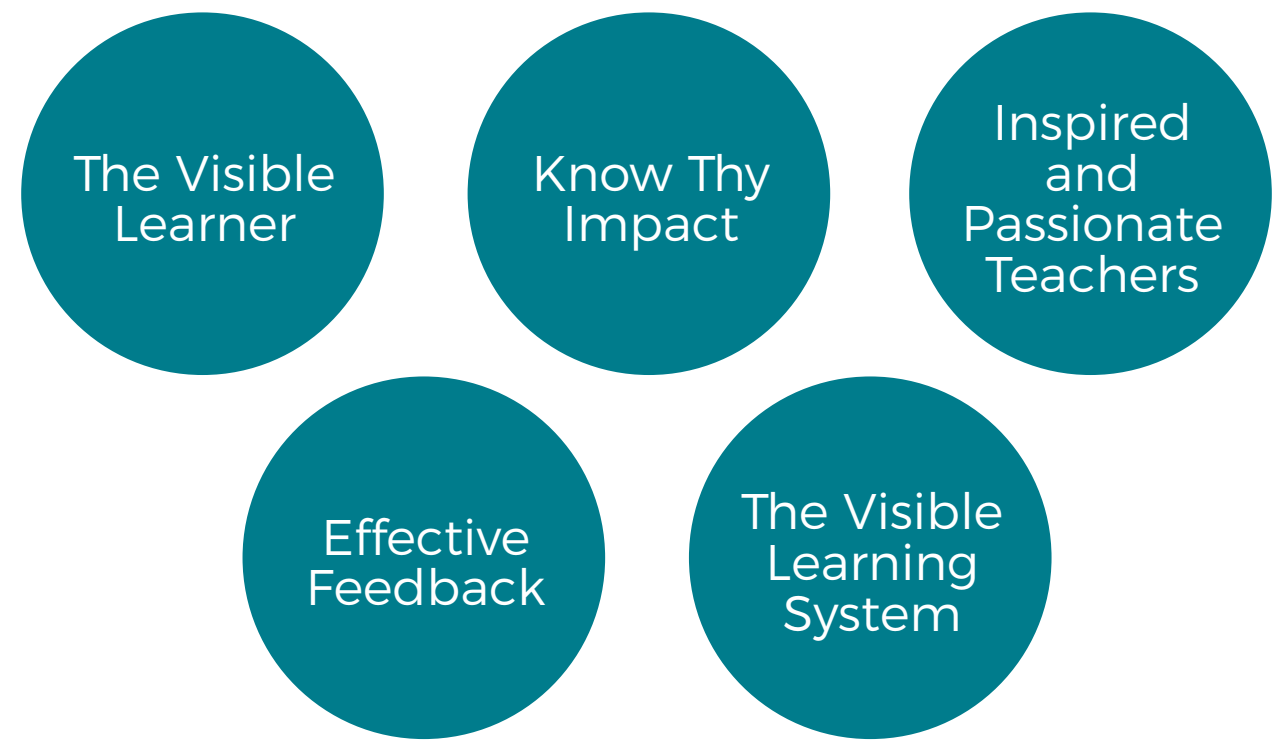 The Visible
Learner
Know Thy
Impact
Inspired
and
Passionate
Teachers
Effective
Feedback
The Visible
Learning
System